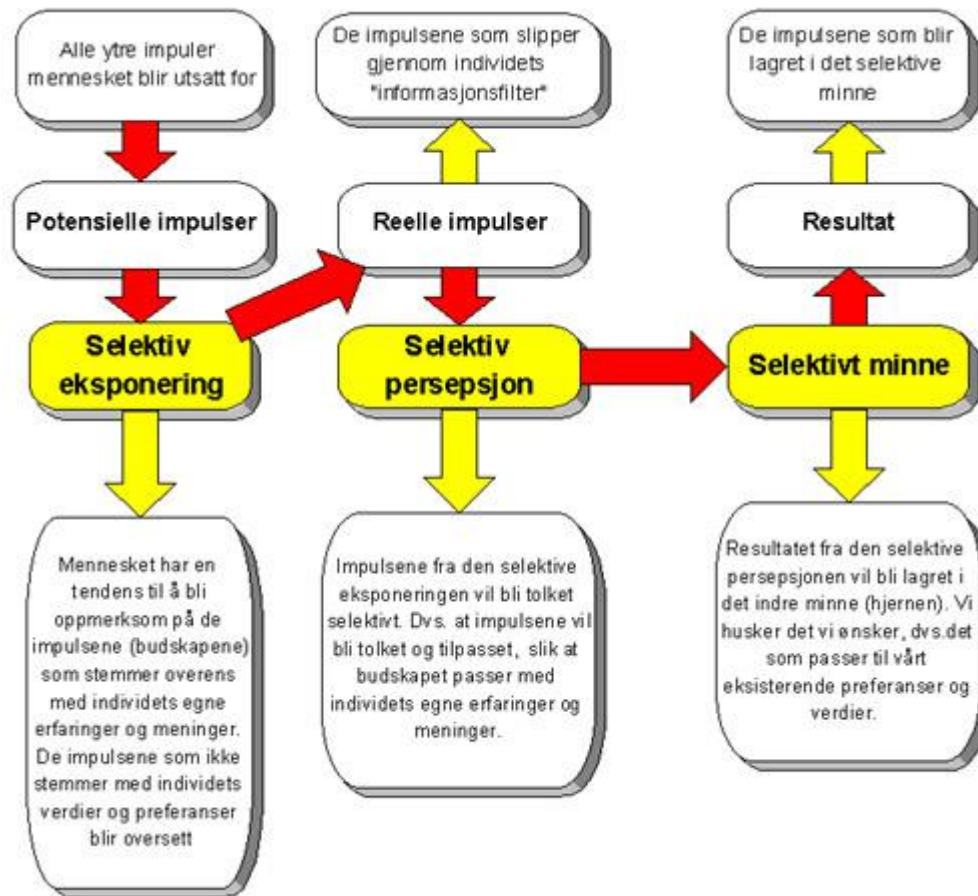 Alle ytre impuler
mennesket blir utsatt for
De impulsene som slipper
gjennom individets
"informasjonsfilter"
De impulsene som blir
lagret i det selektive
minne
Potensielle impulser
Reelle impulser
Resultat
Selektiv
eksponering
Selektiv
persepsjon
Selektivt minne
Mennesket har en
tendens til å bli
oppmerksom på de
impulsene (budskapene)
som stemmer overens
med individets egne
erfaringer og meninger.
De impulsene som ikke
stemmer med individets
verdier og preferanser
blir oversett
Impulsene fra den selektive
eksponeringen vil bli tolket
selektivt. Dvs. at impulsene vil
bli tolket og tilpasset, slik at
budskapet passer med
individets egne erfaringer og
meninger.
Resultatet fra den selektive
persepsjonen vil bli lagret i
det indre minne (hjernen). Vi
husker det vi ønsker, dvs.det
som passer til vårt
eksisterende preferanser og
verdier.